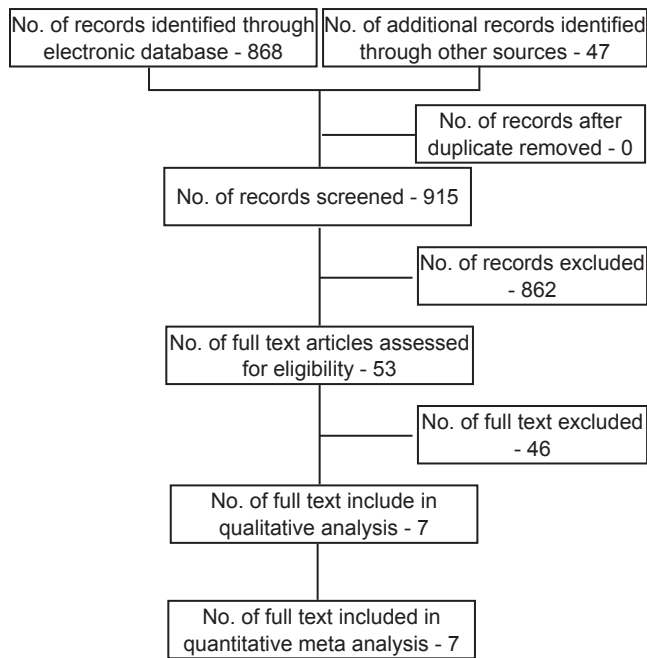 No. of records identified through
electronic database - 868
No. of additional records identified
through other sources - 47
No. of records after
duplicate removed - 0
No. of records screened - 915
No. of records excluded
- 862
No. of full text articles assessed
for eligibility - 53
No. of full text excluded
- 46
No. of full text include in
qualitative analysis - 7
No. of full text included in
quantitative meta analysis - 7